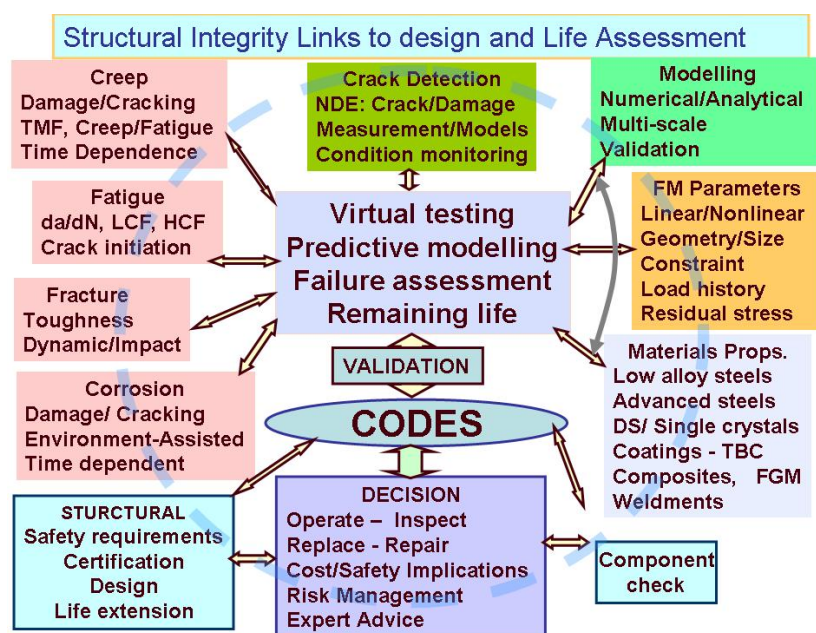 Structural Integrity Links to design and Life Assessment
Creep
Damage/Cracking
TMF, Creep/Fatigue
Time Dependence
Crack Detection
NDE: Crack/Damage
Measurement/Models
Condition monitoring
Modelling
Numerical/Analytical
Multi-scale
Validation
Fatigue
da/dN, LCF, HCF
Crack initiation
Virtual testing
Predictive modelling
Failure assessment
Remaining life
FM Parameters
Linear/Nonlinear
Geometry/Size
Constraint
Load history
Residual stress
Fracture
Toughness
Dynamic/Impact
VALIDATION
Materials Props.
Low alloy steels
Advanced steels
DS/ Single crystals
Coatings - TBC
Composites, FGM
Weldments
Corrosion
Damage/ Cracking
Environment-Assisted
Time dependent
CODES
STURCTURAL
Safety requirements
Certification
Design
Life extension
DECISION
Operate – Inspect
Replace - Repair
Cost/Safety Implications
Risk Management
Expert Advice
Component
check